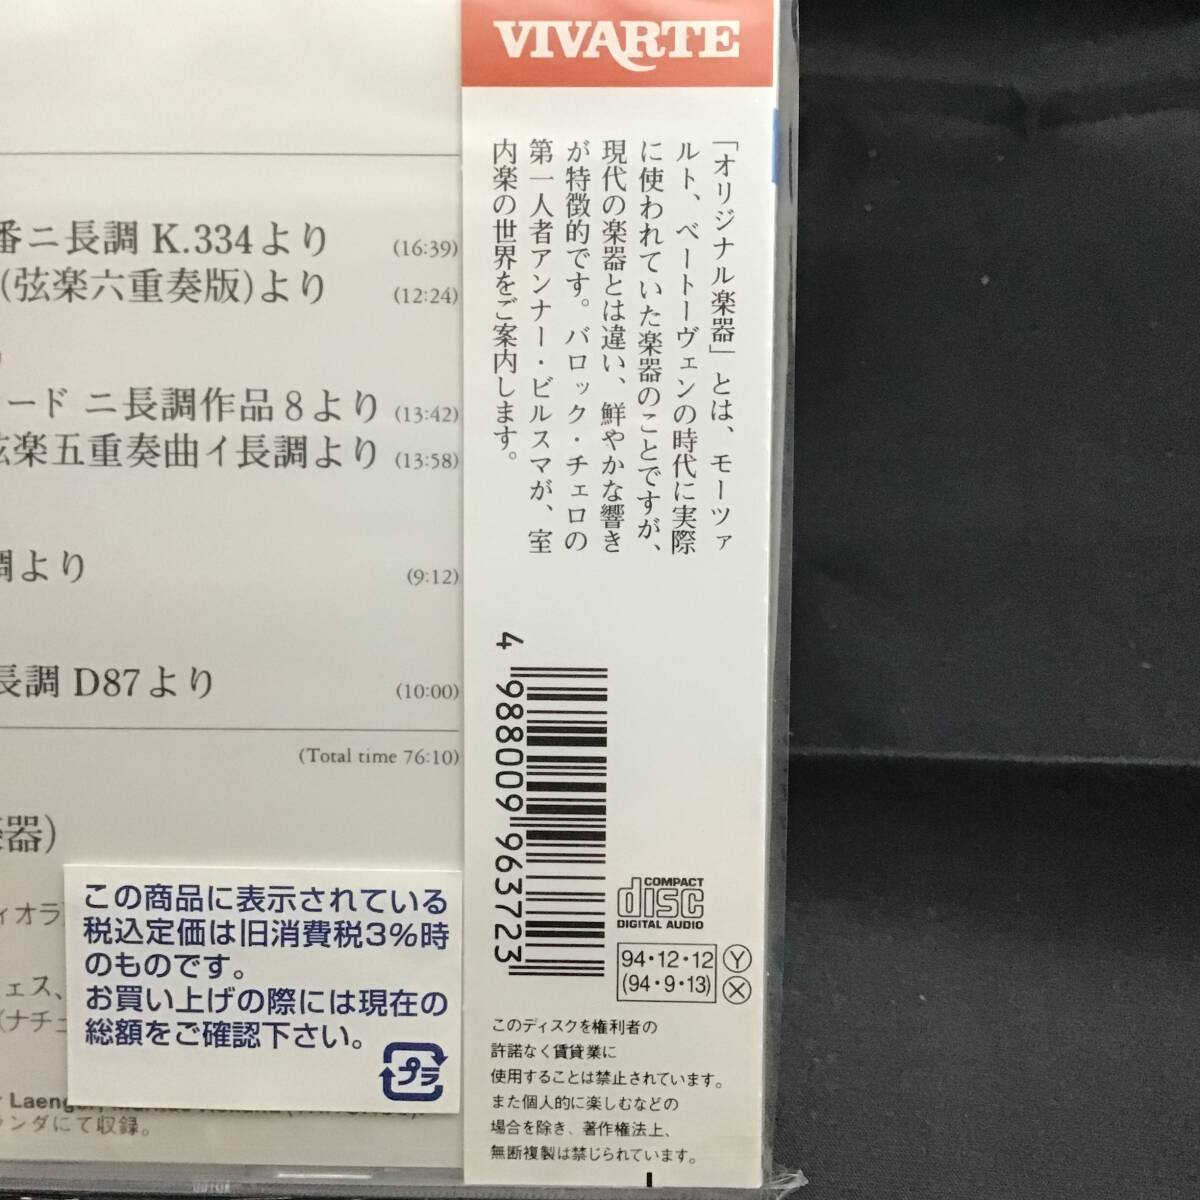 VIVARTE
「オリジナル楽器」とは、モーツァ
ルト、ベートーヴェンの時代に実際
に使われていた楽器のことですが、
現代の楽器とは違い、鮮やかな響き
が特徴的です。バロック・チェロの
第一人者アンナー・ビルスマが、室
内楽の世界をご案内します。
番ニ長調 K.334より (16:39)
(弦楽六重奏版)より (12:24)
ード ニ長調作品8より (13:42)
弦楽五重奏曲イ長調より (13:58)
調より (9:12)
長調 D87より (10:00)
(Total time 76:10)
楽器)
ィオラ
ェス、
(ナチュ
Laenger,
ランダにて収録。
この商品に表示されている
税込定価は旧消費税3%時
のものです。
お買い上げの際には現在の
総額をご確認下さい。
プラ
4 988009 963723
COMPACT
disc
DIGITAL AUDIO
94・12・12 Y
(94・9・13) X
このディスクを権利者の
許諾なく賃貸業に
使用することは禁止されています。
また個人的に楽しむなどの
場合を除き、著作権法上、
無断複製は禁じられています。